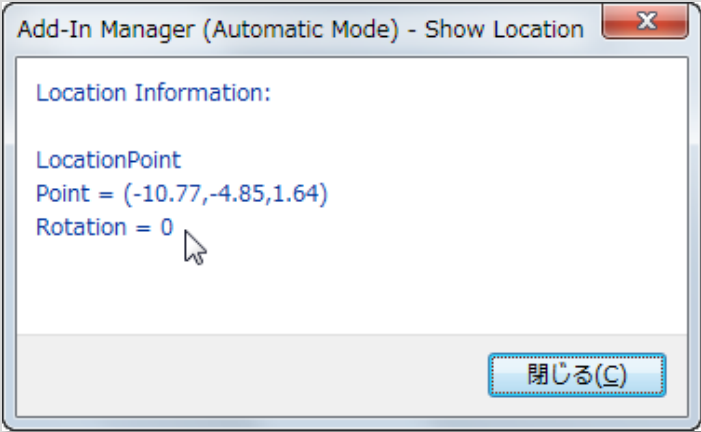 Add-In Manager (Automatic Mode) - Show Location
Location Information:
LocationPoint
Point = (-10.77,-4.85,1.64)
Rotation = 0
閉じる(C)